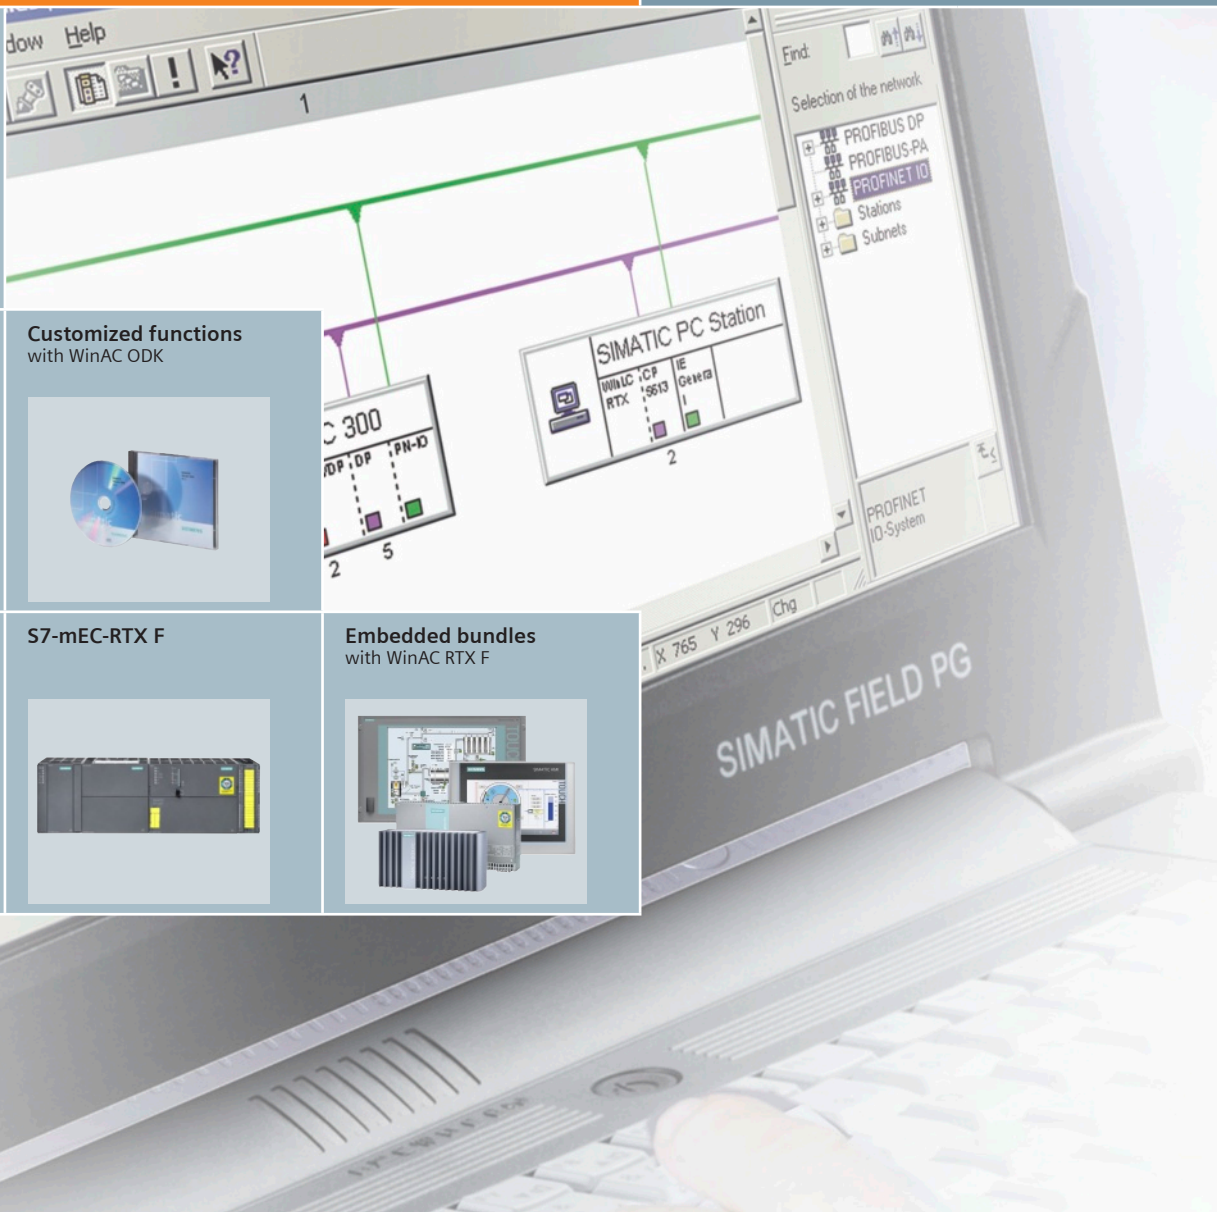 dow Help
1
Find:
Selection of the network
PROFIBUS DP
PROFIBUS-PA
PROFINET IO
Stations
Subnets
SIMATIC PC Station
WinLC
RTX
CP
5613
IE
Genera
l
2
C 300
DP
PN-IO
2
5
PROFINET
IO-System
X 765 Y 296 Chg
SIMATIC FIELD PG
Customized functions
with WinAC ODK
S7-mEC-RTX F
Embedded bundles
with WinAC RTX F